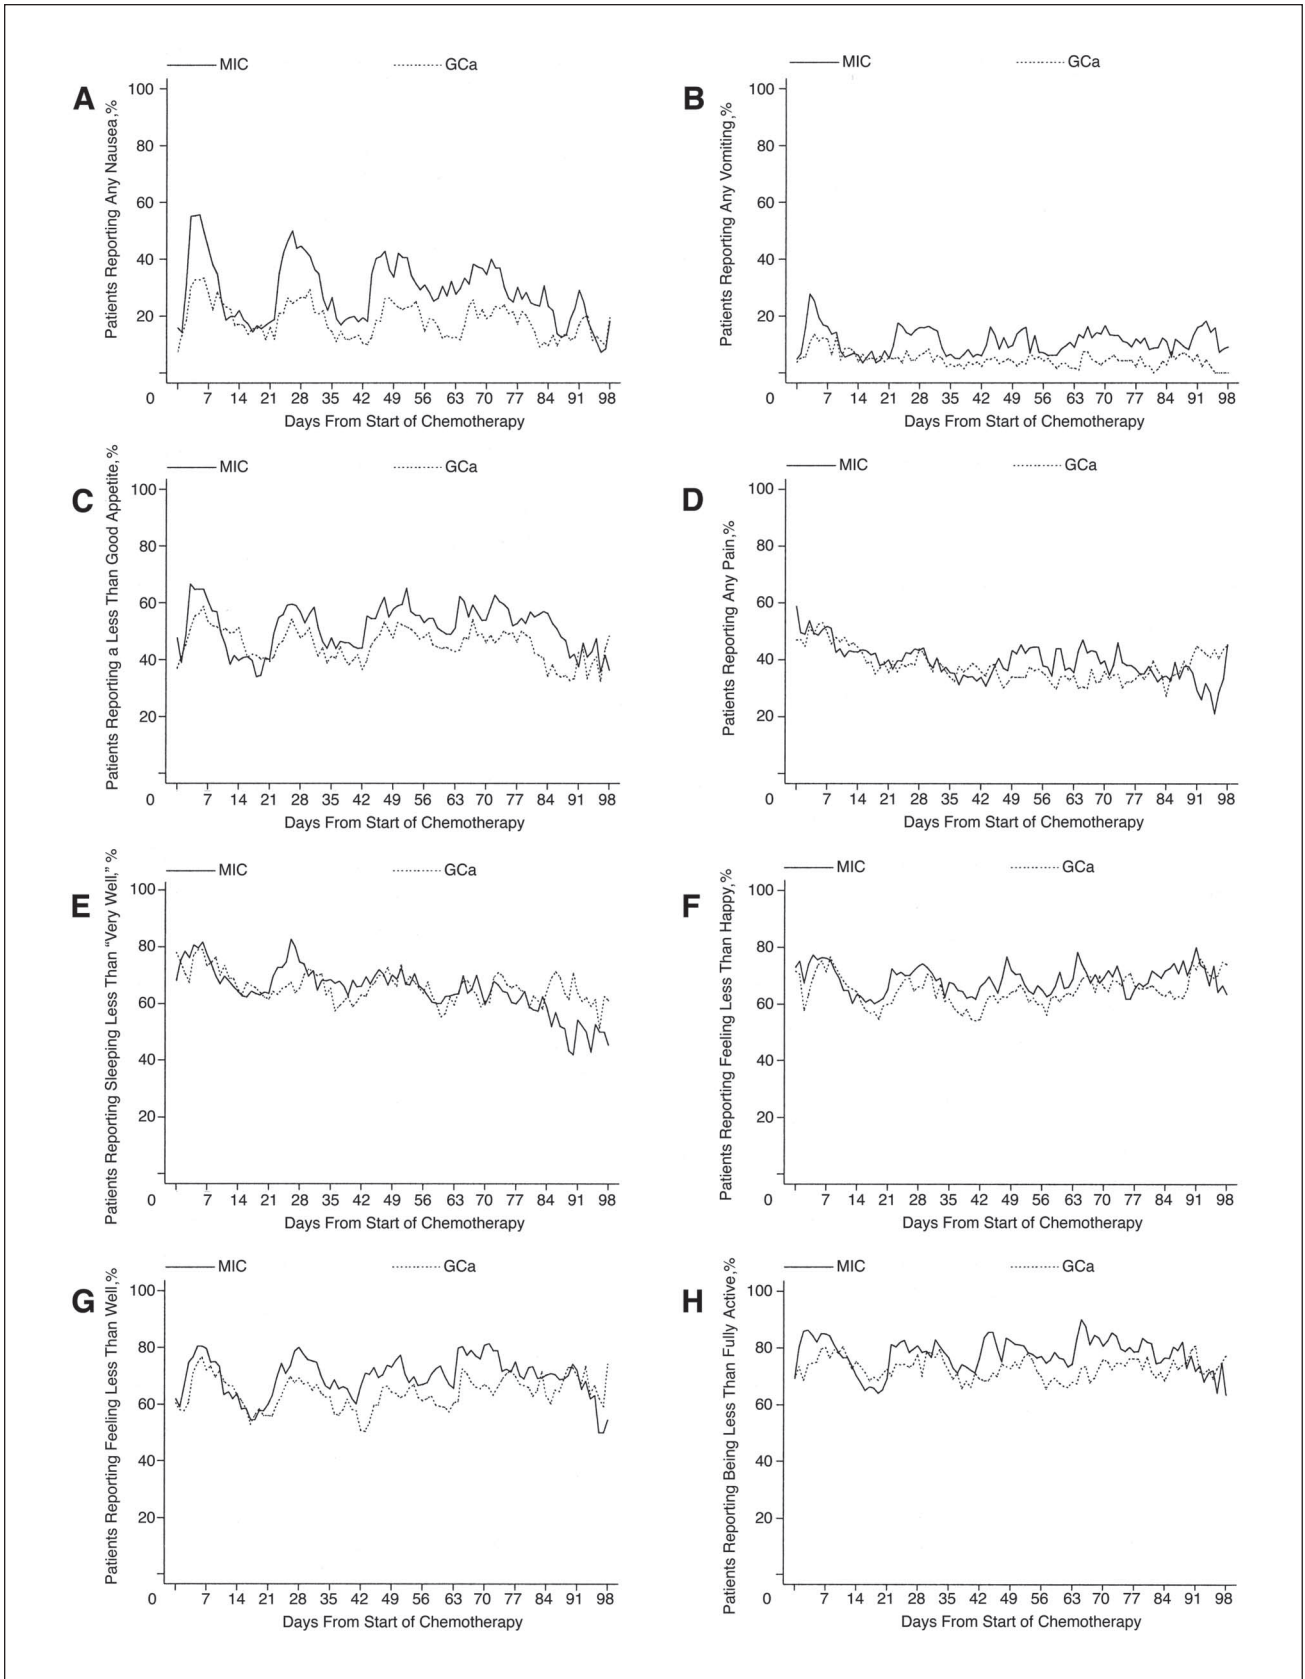 MIC GCa
A
Patients Reporting Any Nausea,%
100
80
60
40
20
0 7 14 21 28 35 42 49 56 63 70 77 84 91 98
Days From Start of Chemotherapy
MIC GCa
B
Patients Reporting Any Vomiting,%
100
80
60
40
20
0 7 14 21 28 35 42 49 56 63 70 77 84 91 98
Days From Start of Chemotherapy
MIC GCa
C
Patients Reporting a Less Than Good Appetite,%
100
80
60
40
20
0 7 14 21 28 35 42 49 56 63 70 77 84 91 98
Days From Start of Chemotherapy
MIC GCa
D
Patients Reporting Any Pain,%
100
80
60
40
20
0 7 14 21 28 35 42 49 56 63 70 77 84 91 98
Days From Start of Chemotherapy
MIC GCa
E
Patients Reporting Sleeping Less Than “Very Well,” %
100
80
60
40
20
0 7 14 21 28 35 42 49 56 63 70 77 84 91 98
Days From Start of Chemotherapy
MIC GCa
F
Patients Reporting Feeling Less Than Happy,%
100
80
60
40
20
0 7 14 21 28 35 42 49 56 63 70 77 84 91 98
Days From Start of Chemotherapy
MIC GCa
G
Patients Reporting Feeling Less Than Well,%
100
80
60
40
20
0 7 14 21 28 35 42 49 56 63 70 77 84 91 98
Days From Start of Chemotherapy
MIC GCa
H
Patients Reporting Being Less Than Fully Active,%
100
80
60
40
20
0 7 14 21 28 35 42 49 56 63 70 77 84 91 98
Days From Start of Chemotherapy